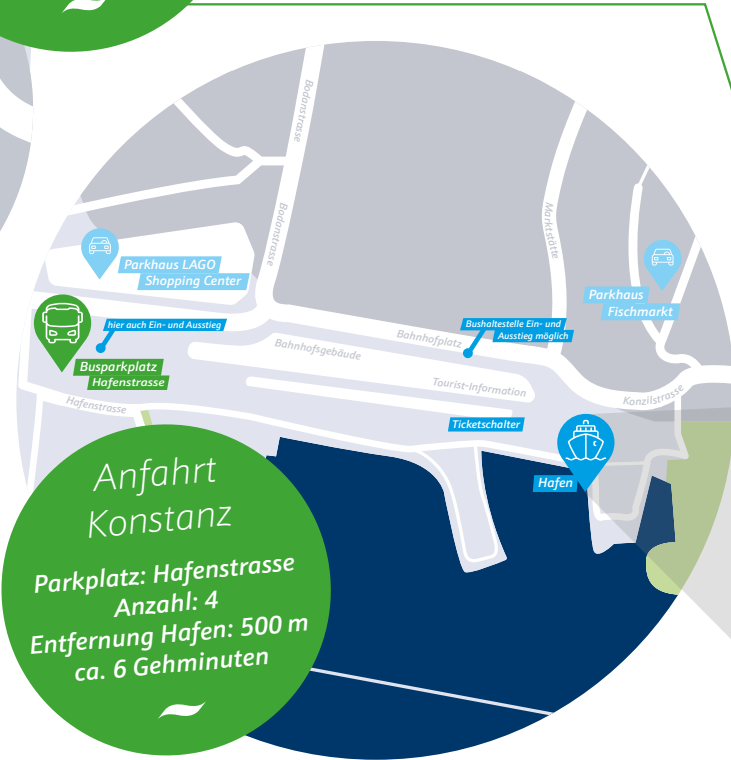 Bodanstrasse
Bodanstrasse
Marktstätte
Parkhaus LAGO
Shopping Center
Parkhaus
Fischmarkt
hier auch Ein- und Ausstieg
Bushaltestelle Ein- und
Ausstieg möglich
Bahnhofplatz
Bahnhofsgebäude
Busparkplatz
Hafenstrasse
Tourist-Information
Konzilstrasse
Hafenstrasse
Ticketschalter
Hafen
Anfahrt
Konstanz
Parkplatz: Hafenstrasse
Anzahl: 4
Entfernung Hafen: 500 m
ca. 6 Gehminuten